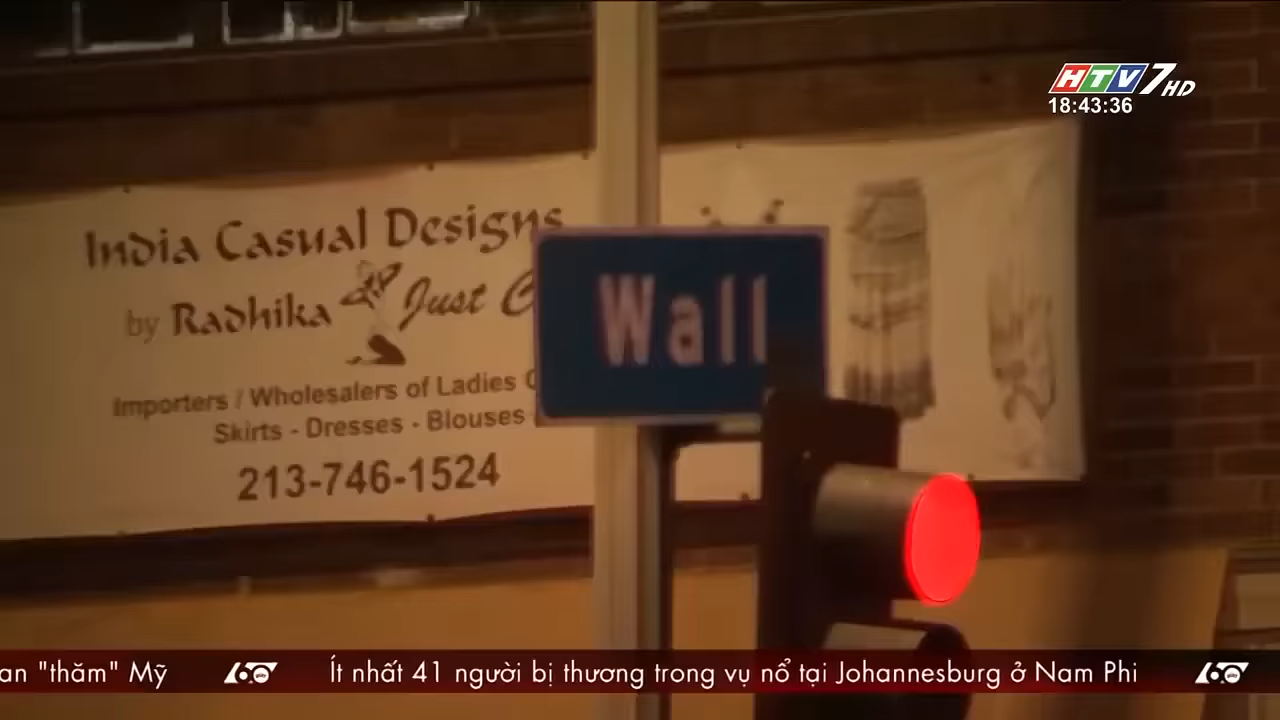 HTV7 HD
18:43:36
India Casual Designs
by Radhika Just
Importers / Wholesalers of Ladies
Skirts - Dresses - Blouses
213-746-1524
Wall
an "thăm" Mỹ 60 Ít nhất 41 người bị thương trong vụ nổ tại Johannesburg ở Nam Phi 60